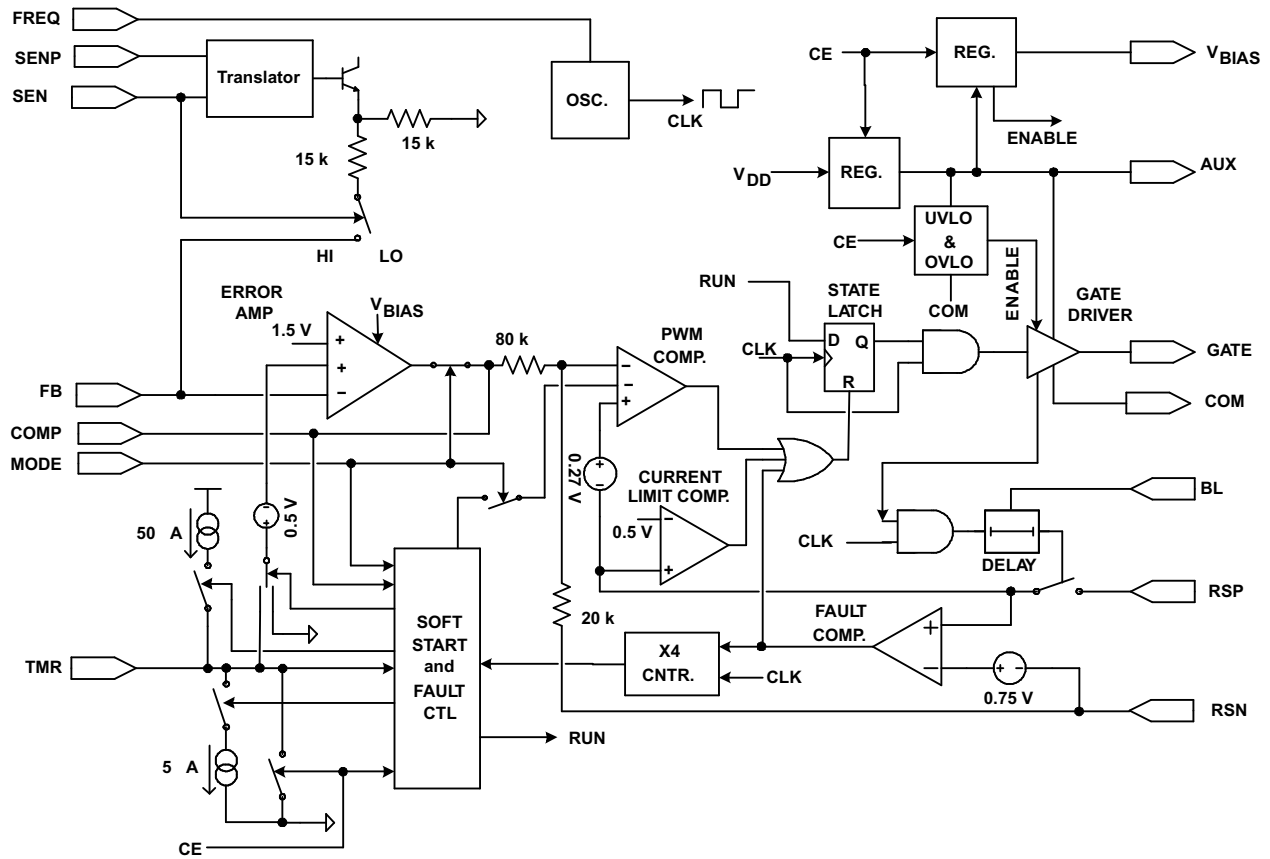 FREQ
SENP
SEN
Translator
15 k
15 k
HI
LO
OSC.
CLK
CE
REG.
V BIAS
ENABLE
V DD
REG.
AUX
CE
UVLO
&
OVLO
COM
ENABLE
GATE
DRIVER
RUN
STATE
LATCH
D
Q
R
CLK
GATE
COM
ERROR
AMP
V BIAS
1.5 V
+
+
−
80 k
PWM
COMP.
−
−
+
FB
COMP
MODE
0.27 V
+
−
CURRENT
LIMIT COMP.
0.5 V
−
+
BL
CLK
DELAY
RSP
50 A
0.5 V
−
+
SOFT
START
and
FAULT
CTL
20 k
FAULT
COMP.
+
−
X4
CNTR.
CLK
+ −
0.75 V
TMR
RSN
RUN
5 A
CE